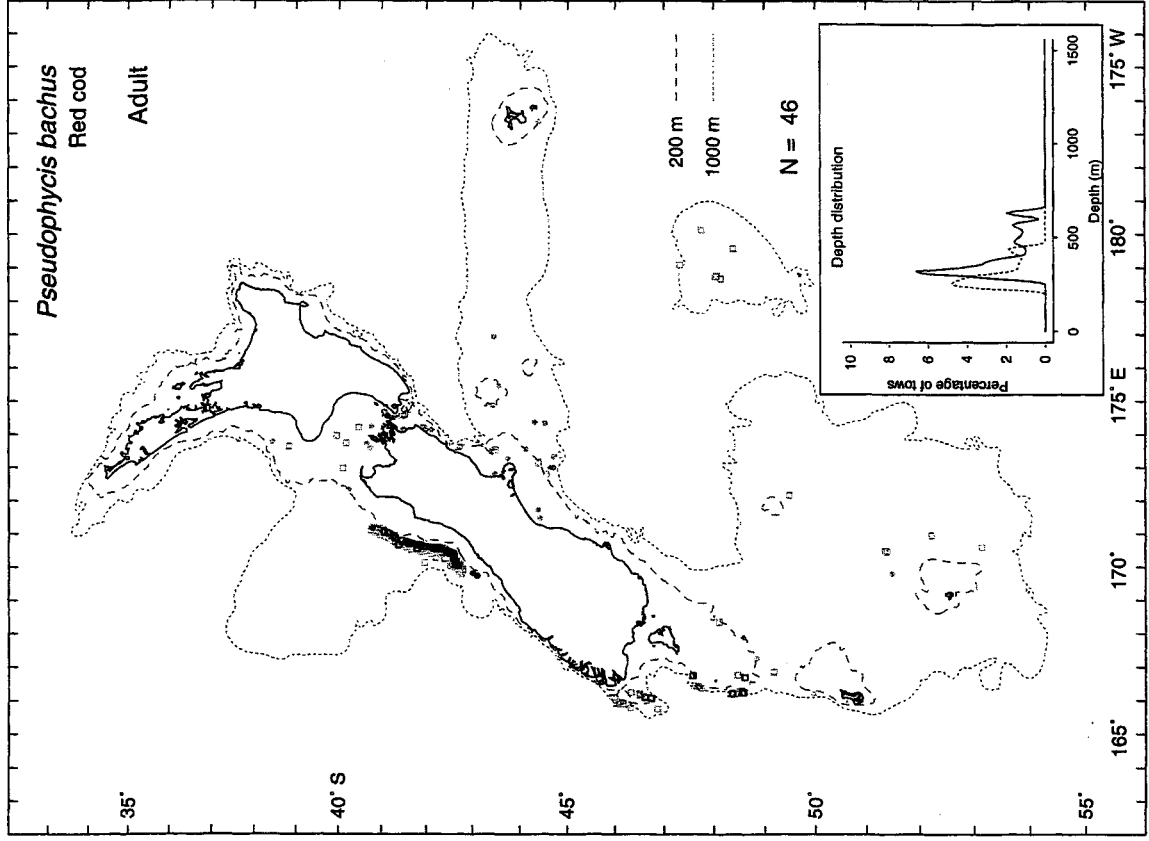 Pseudophycis bachus
Red cod
Adult
35°
40° S
45°
50°
55°
165°
170°
175° E
180°
175° W
200 m
1000 m
N = 46
Depth distribution
Percentage of tows
10
8
6
4
2
0
0
500
1000
1500
Depth (m)